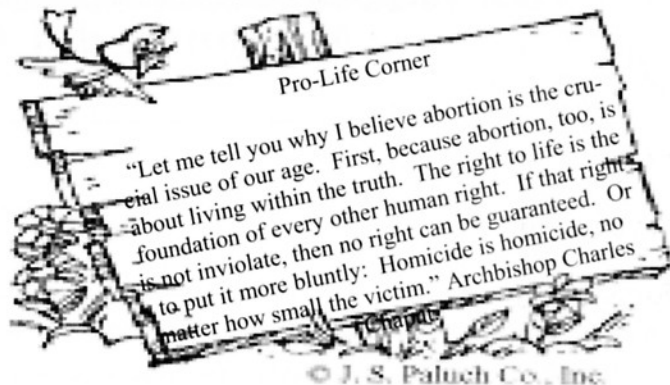 Pro-Life Corner
“Let me tell you why I believe abortion is the cru-
cial issue of our age. First, because abortion, too, is
about living within the truth. The right to life is the
foundation of every other human right. If that right
is not inviolate, then no right can be guaranteed. Or
to put it more bluntly: Homicide is homicide, no
matter how small the victim.” Archbishop Charles
Chaput
© J. S. Paluch Co., Inc.